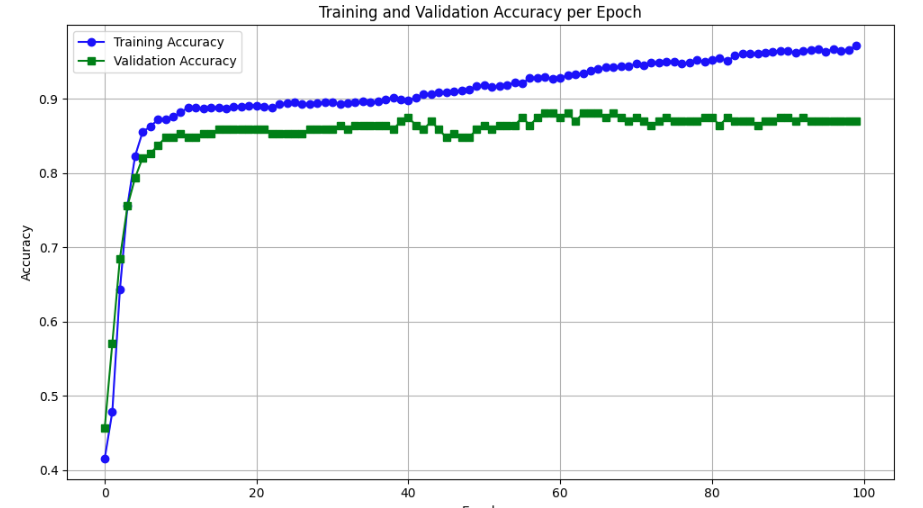 Training and Validation Accuracy per Epoch
Training Accuracy
Validation Accuracy
0.9
0.8
0.7
0.6
0.5
0.4
Accuracy
0 20 40 60 80 100